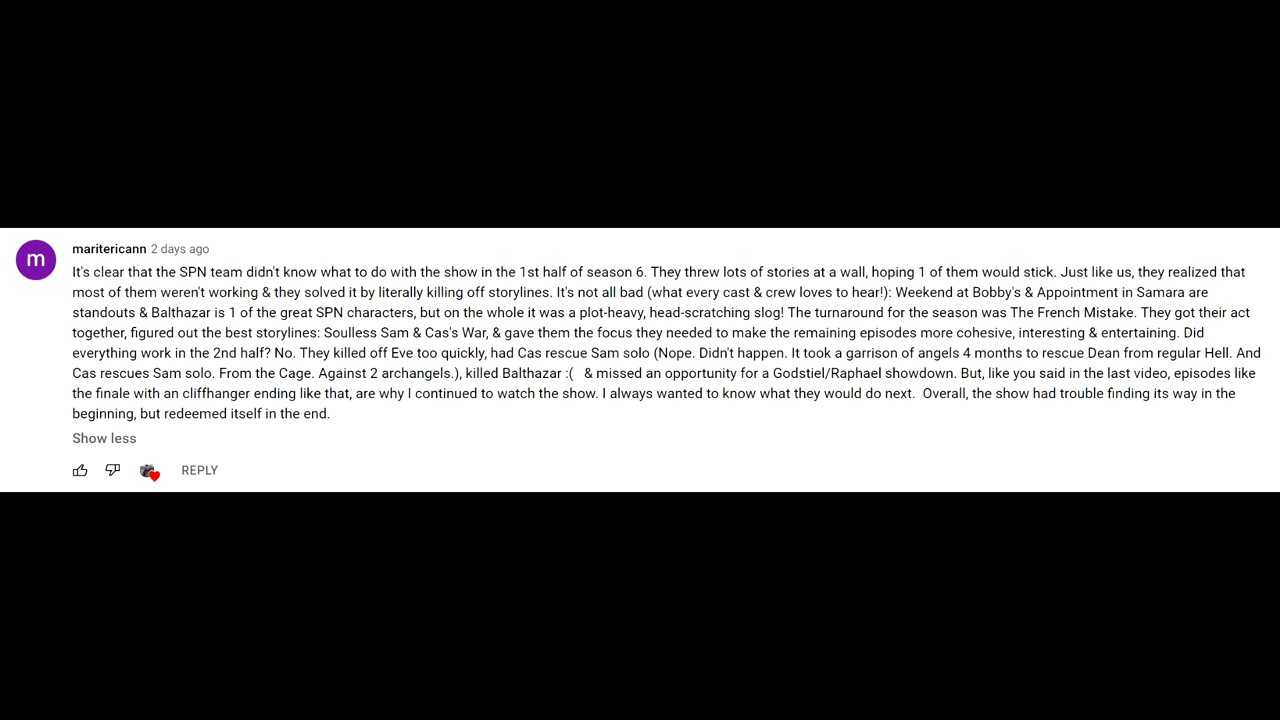 m
maritericann 2 days ago
It's clear that the SPN team didn't know what to do with the show in the 1st half of season 6. They threw lots of stories at a wall, hoping 1 of them would stick. Just like us, they realized that
most of them weren't working & they solved it by literally killing off storylines. It's not all bad (what every cast & crew loves to hear!): Weekend at Bobby's & Appointment in Samara are
standouts & Balthazar is 1 of the great SPN characters, but on the whole it was a plot-heavy, head-scratching slog! The turnaround for the season was The French Mistake. They got their act
together, figured out the best storylines: Soulless Sam & Cas's War, & gave them the focus they needed to make the remaining episodes more cohesive, interesting & entertaining. Did
everything work in the 2nd half? No. They killed off Eve too quickly, had Cas rescue Sam solo (Nope. Didn't happen. It took a garrison of angels 4 months to rescue Dean from regular Hell. And
Cas rescues Sam solo. From the Cage. Against 2 archangels.), killed Balthazar :(   & missed an opportunity for a Godstiel/Raphael showdown. But, like you said in the last video, episodes like
the finale with an cliffhanger ending like that, are why I continued to watch the show. I always wanted to know what they would do next.  Overall, the show had trouble finding its way in the
beginning, but redeemed itself in the end.
Show less
REPLY